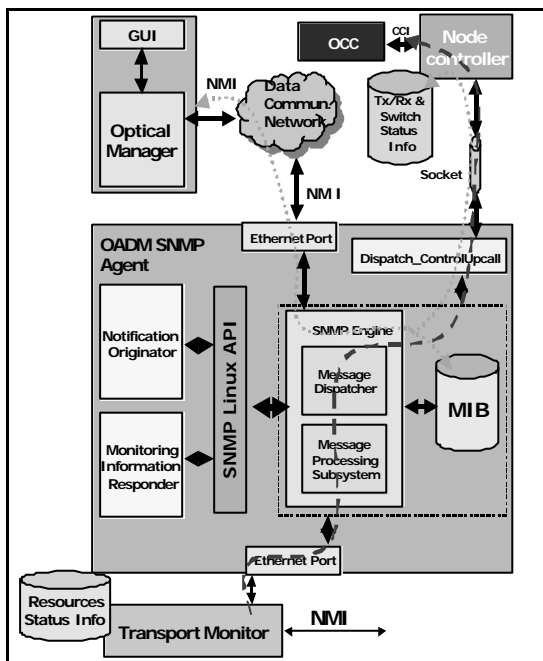 GUI
Optical
Manager
NMI
Data
Commun.
Network
OCC
CCI
Node
controller
Tx/Rx &
Switch
Status
Info
Socket
NM I
Ethernet Port
OADM SNMP
Agent
Dispatch_ControlUpcall
Notification
Originator
Monitoring
Information
Responder
SNMP Linux API
SNMP Engine
Message
Dispatcher
Message
Processing
Subsystem
MIB
Ethernet Port
Resources
Status Info
Transport Monitor
NMI